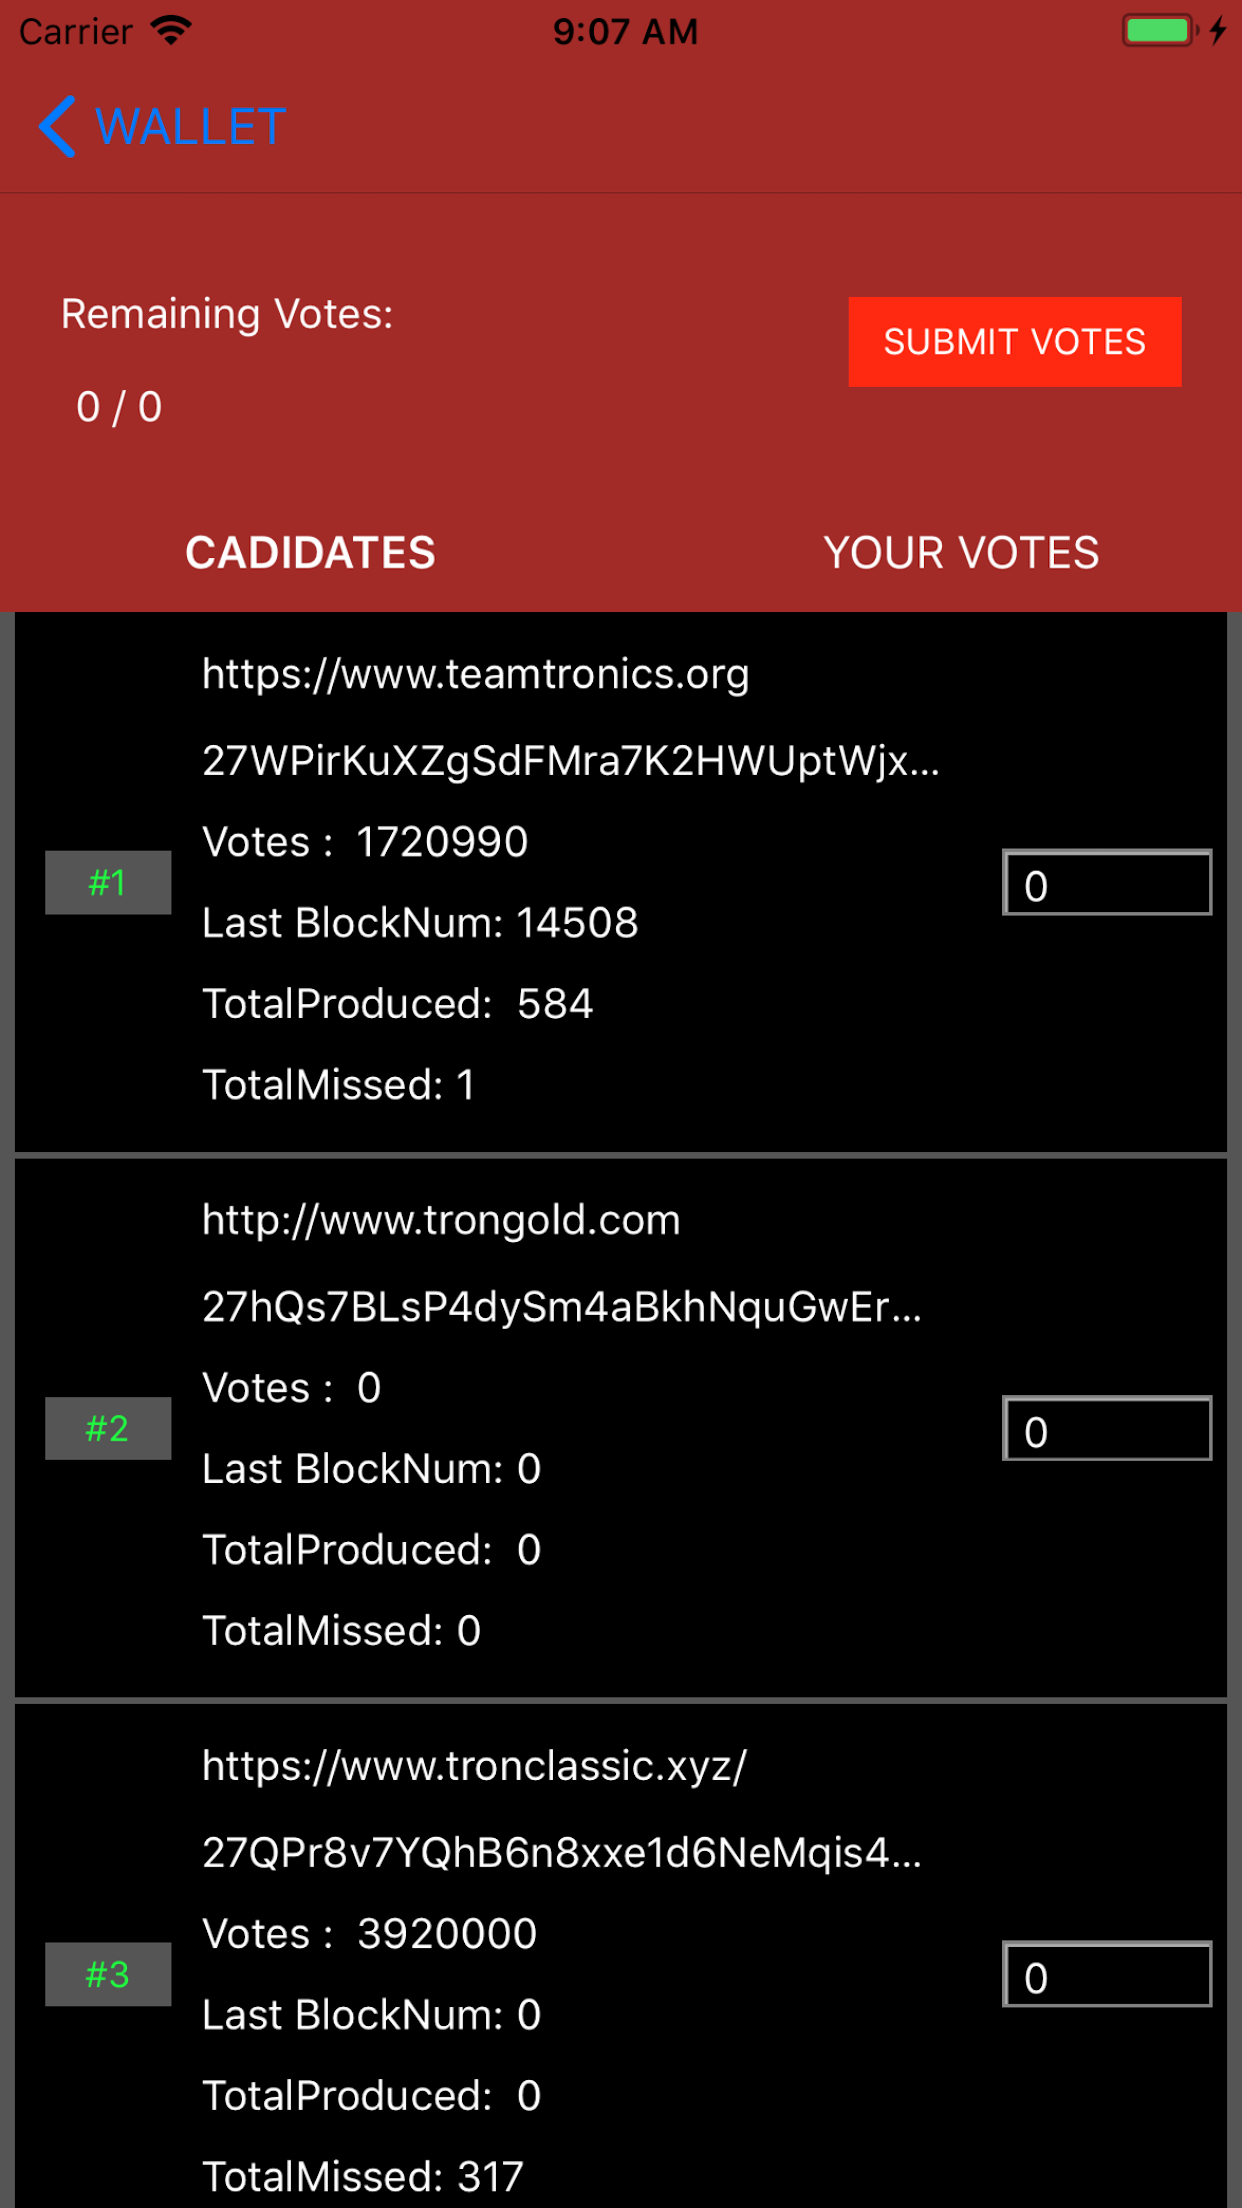 Carrier 9:07 AM
WALLET
Remaining Votes:
SUBMIT VOTES
0 / 0
CADIDATES YOUR VOTES
https://www.teamtronics.org
27WPirKuXZgSdFMra7K2HWUptWjx...
Votes : 1720990
#1 0
Last BlockNum: 14508
TotalProduced: 584
TotalMissed: 1
http://www.trongold.com
27hQs7BLsP4dySm4aBkhNquGwEr...
Votes : 0
#2 0
Last BlockNum: 0
TotalProduced: 0
TotalMissed: 0
https://www.tronclassic.xyz/
27QPr8v7YQhB6n8xxe1d6NeMqis4...
Votes : 3920000
#3 0
Last BlockNum: 0
TotalProduced: 0
TotalMissed: 317